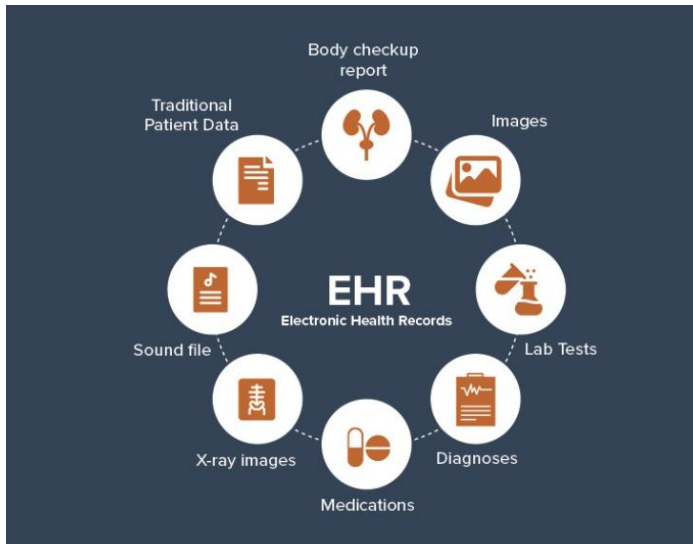 Body checkup
report
Images
Lab Tests
Diagnoses
Medications
X-ray images
Sound file
Traditional
Patient Data
EHR
Electronic Health Records